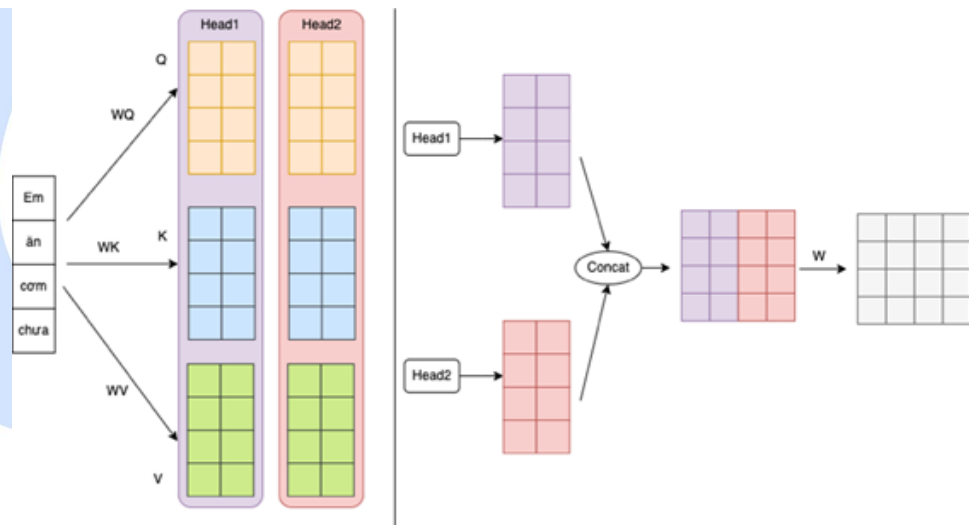 Head1
Head2
Q
WQ
Em
ăn
cơm
chưa
WK
K
WV
V
Head1
Head2
Concat
W